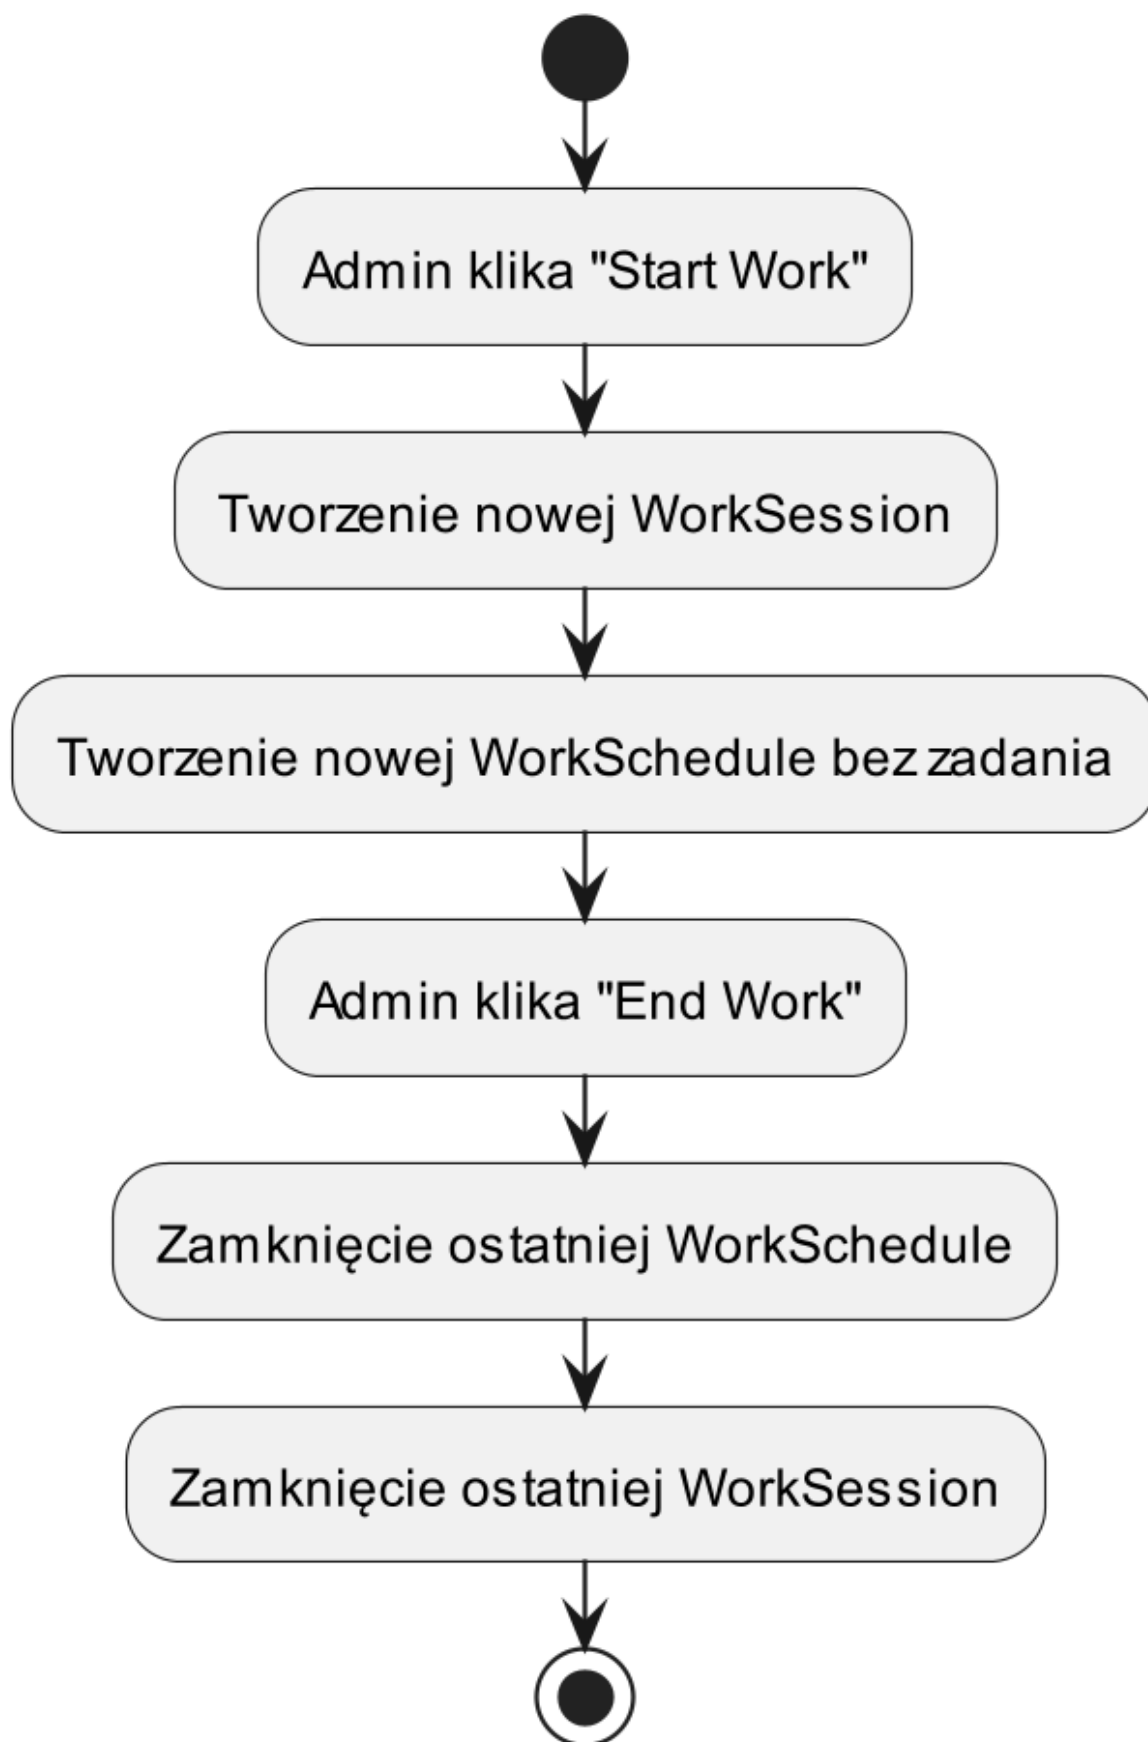 Admin klika "Start Work"
Tworzenie nowej WorkSession
Tworzenie nowej WorkSchedule bez zadania
Admin klika "End Work"
Zamknięcie ostatniej WorkSchedule
Zamknięcie ostatniej WorkSession